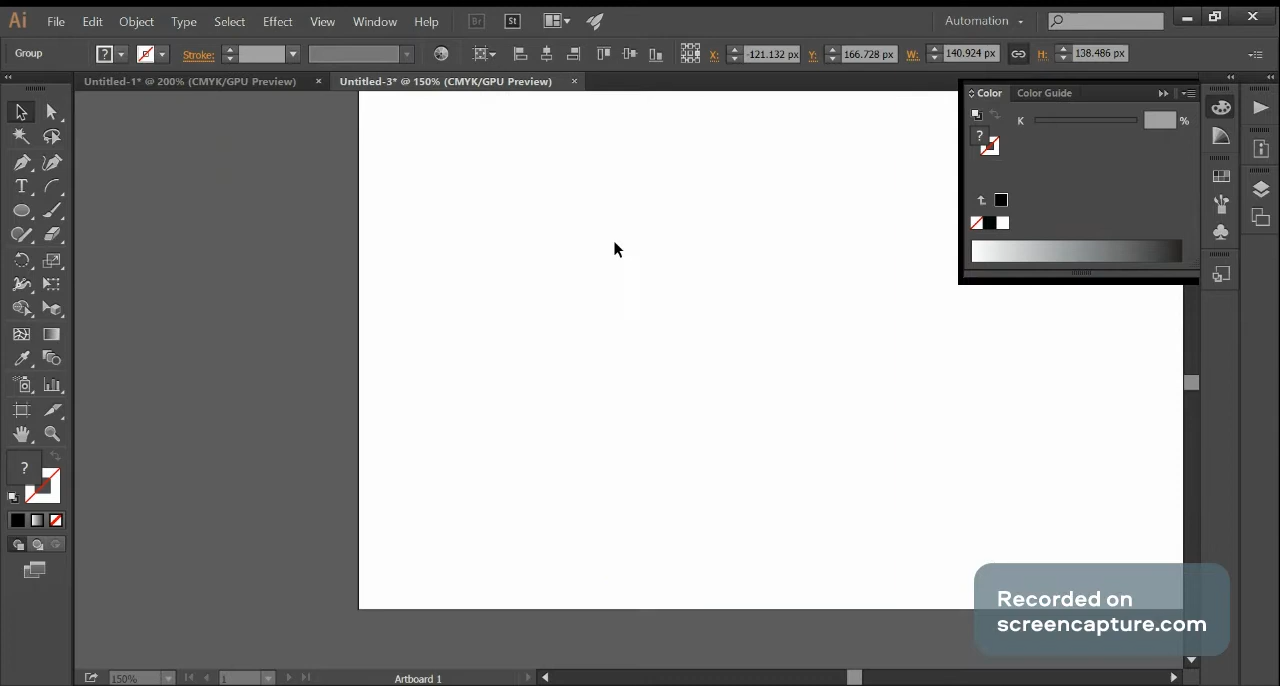 Ai File Edit Object Type Select Effect View Window Help Br St Automation
Group ? Stroke: X: -121.132 px Y: 166.728 px W: 140.924 px H: 138.486 px
Untitled-1* @ 200% (CMYK/GPU Preview) × Untitled-3* @ 150% (CMYK/GPU Preview) ×
Color Color Guide
K %
?
T
?
Recorded on
screencapture.com
150% 1 Artboard 1